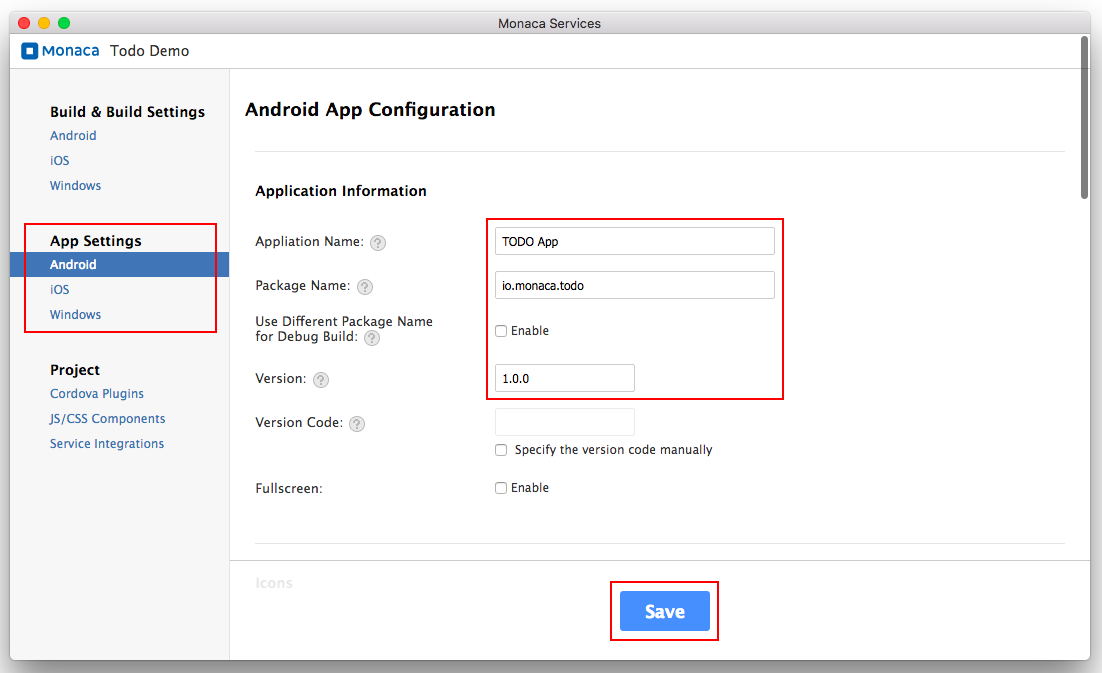 Monaca Services
Monaca Todo Demo
Build & Build Settings
Android
iOS
Windows
App Settings
Android
iOS
Windows
Project
Cordova Plugins
JS/CSS Components
Service Integrations
Android App Configuration
Application Information
Appliation Name: ?
TODO App
Package Name: ?
io.monaca.todo
Use Different Package Name
for Debug Build: ?
Enable
Version: ?
1.0.0
Version Code: ?
Specify the version code manually
Fullscreen:
Enable
Icons
Save